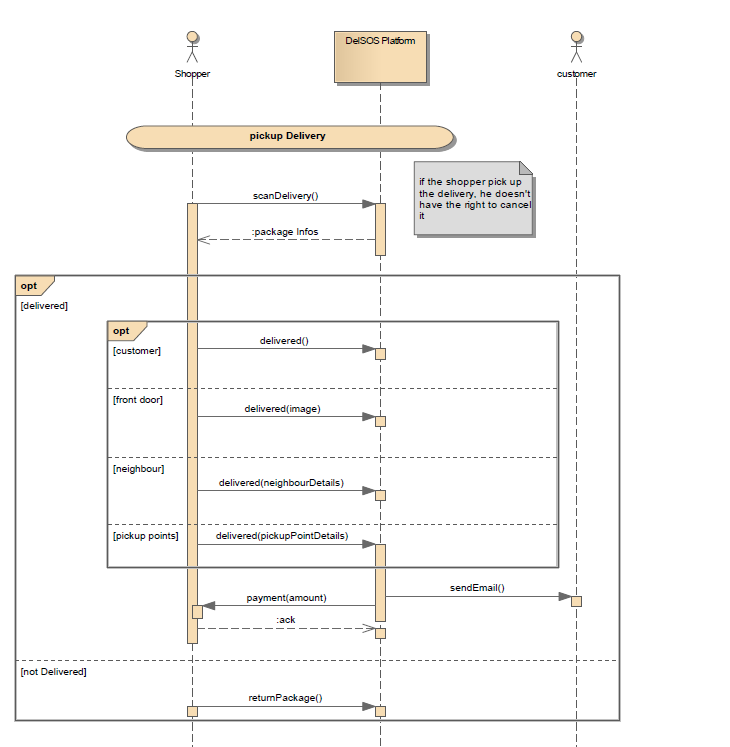 DelSOS Platform
Shopper
customer
pickup Delivery
if the shopper pick up
the delivery, he doesn't
have the right to cancel
it
scanDelivery()
:package Infos
opt
[delivered]
opt
[customer]
delivered()
[front door]
delivered(image)
[neighbour]
delivered(neighbourDetails)
[pickup points]
delivered(pickupPointDetails)
sendEmail()
payment(amount)
:ack
[not Delivered]
returnPackage()